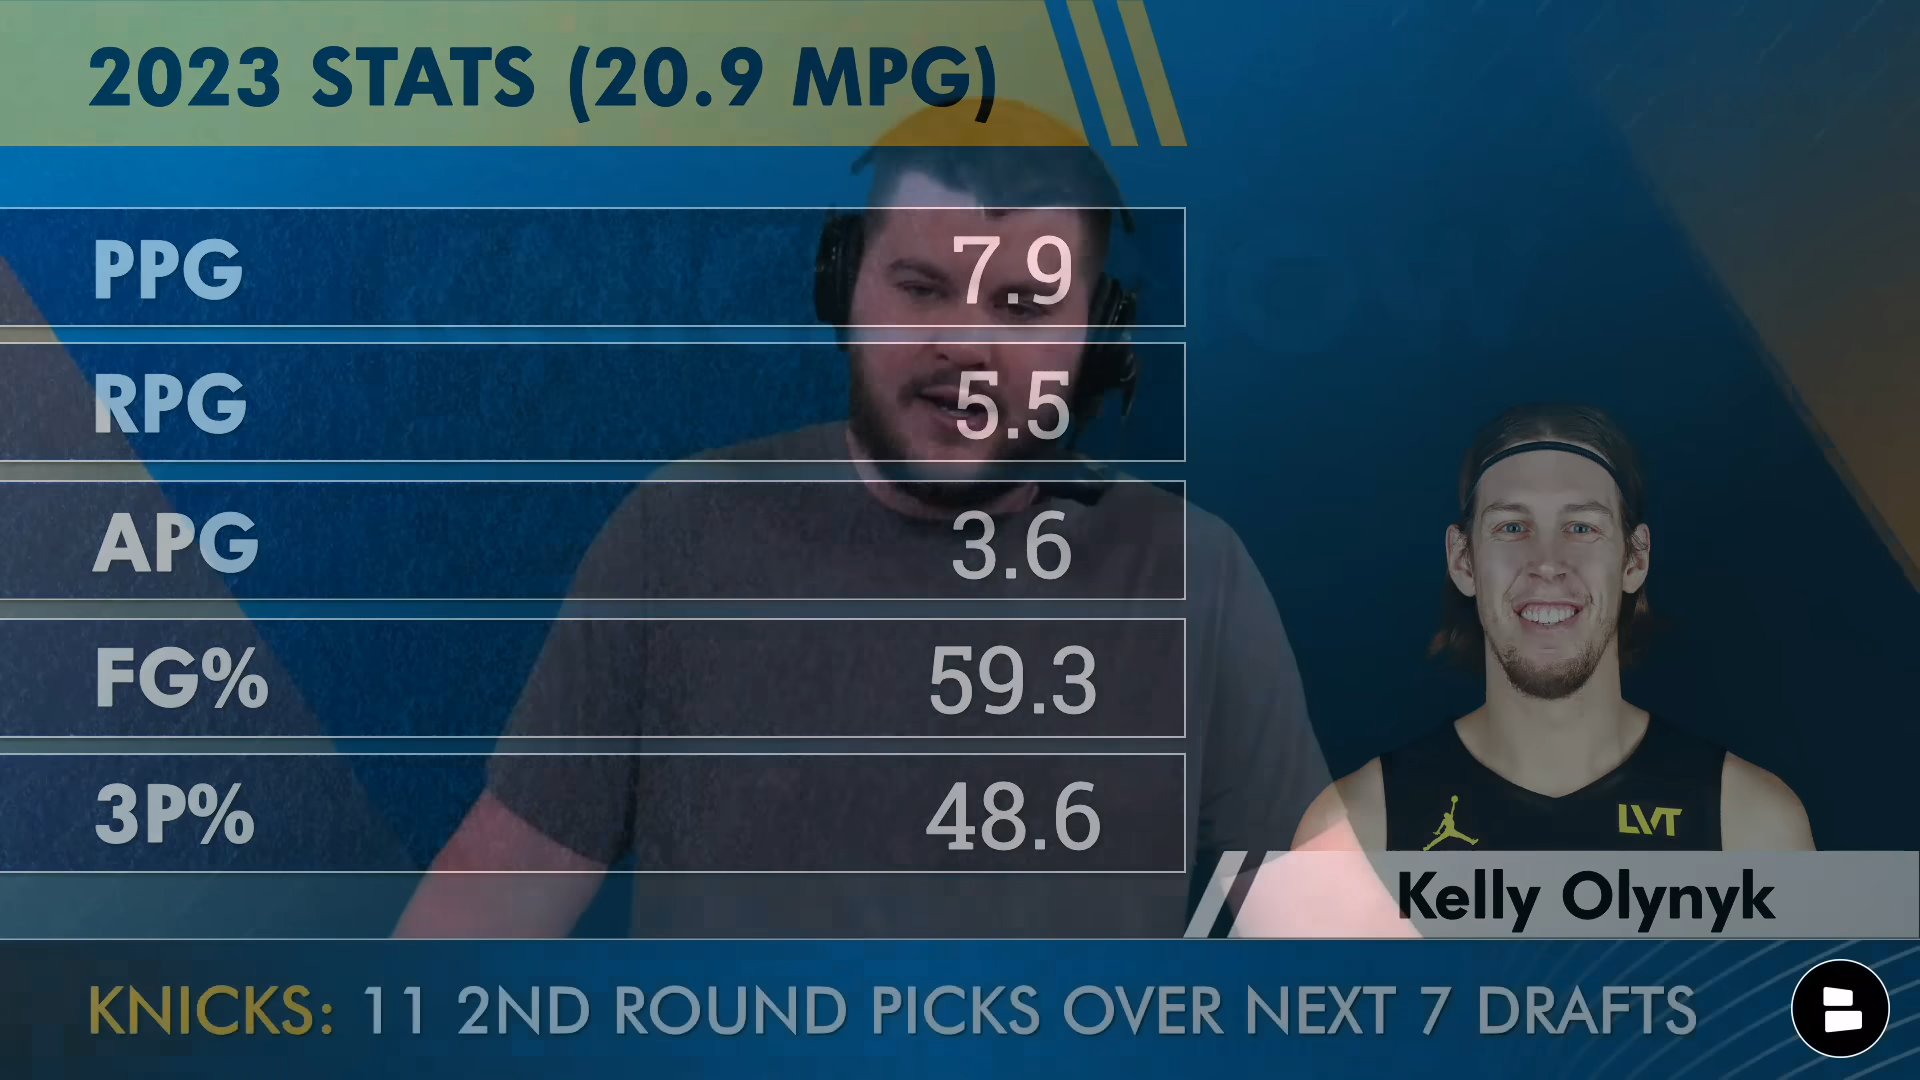 2023 STATS (20.9 MPG)
PPG 7.9
RPG 5.5
APG 3.6
FG% 59.3
3P% 48.6
LVT
Kelly Olynyk
KNICKS: 11 2ND ROUND PICKS OVER NEXT 7 DRAFTS